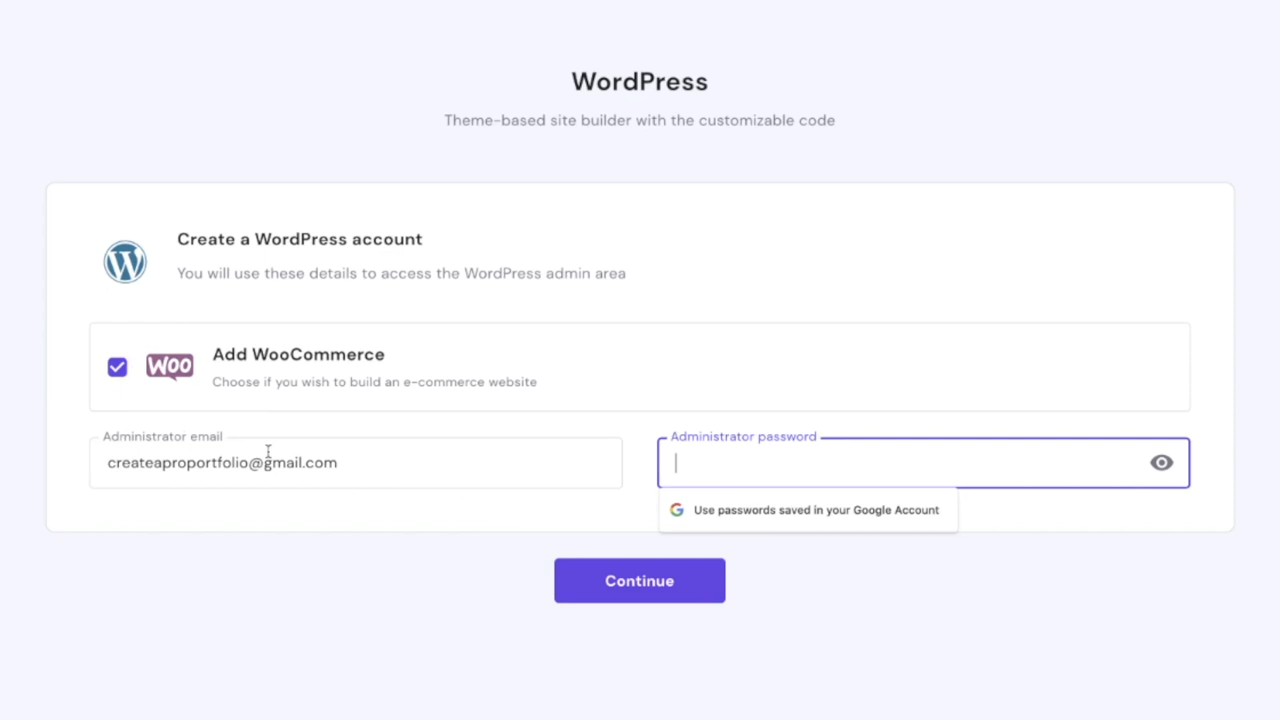 WordPress
Theme-based site builder with the customizable code
Create a WordPress account
You will use these details to access the WordPress admin area
WOO
Add WooCommerce
Choose if you wish to build an e-commerce website
Administrator email
createaproportfolio@gmail.com
Administrator password
Use passwords saved in your Google Account
Continue